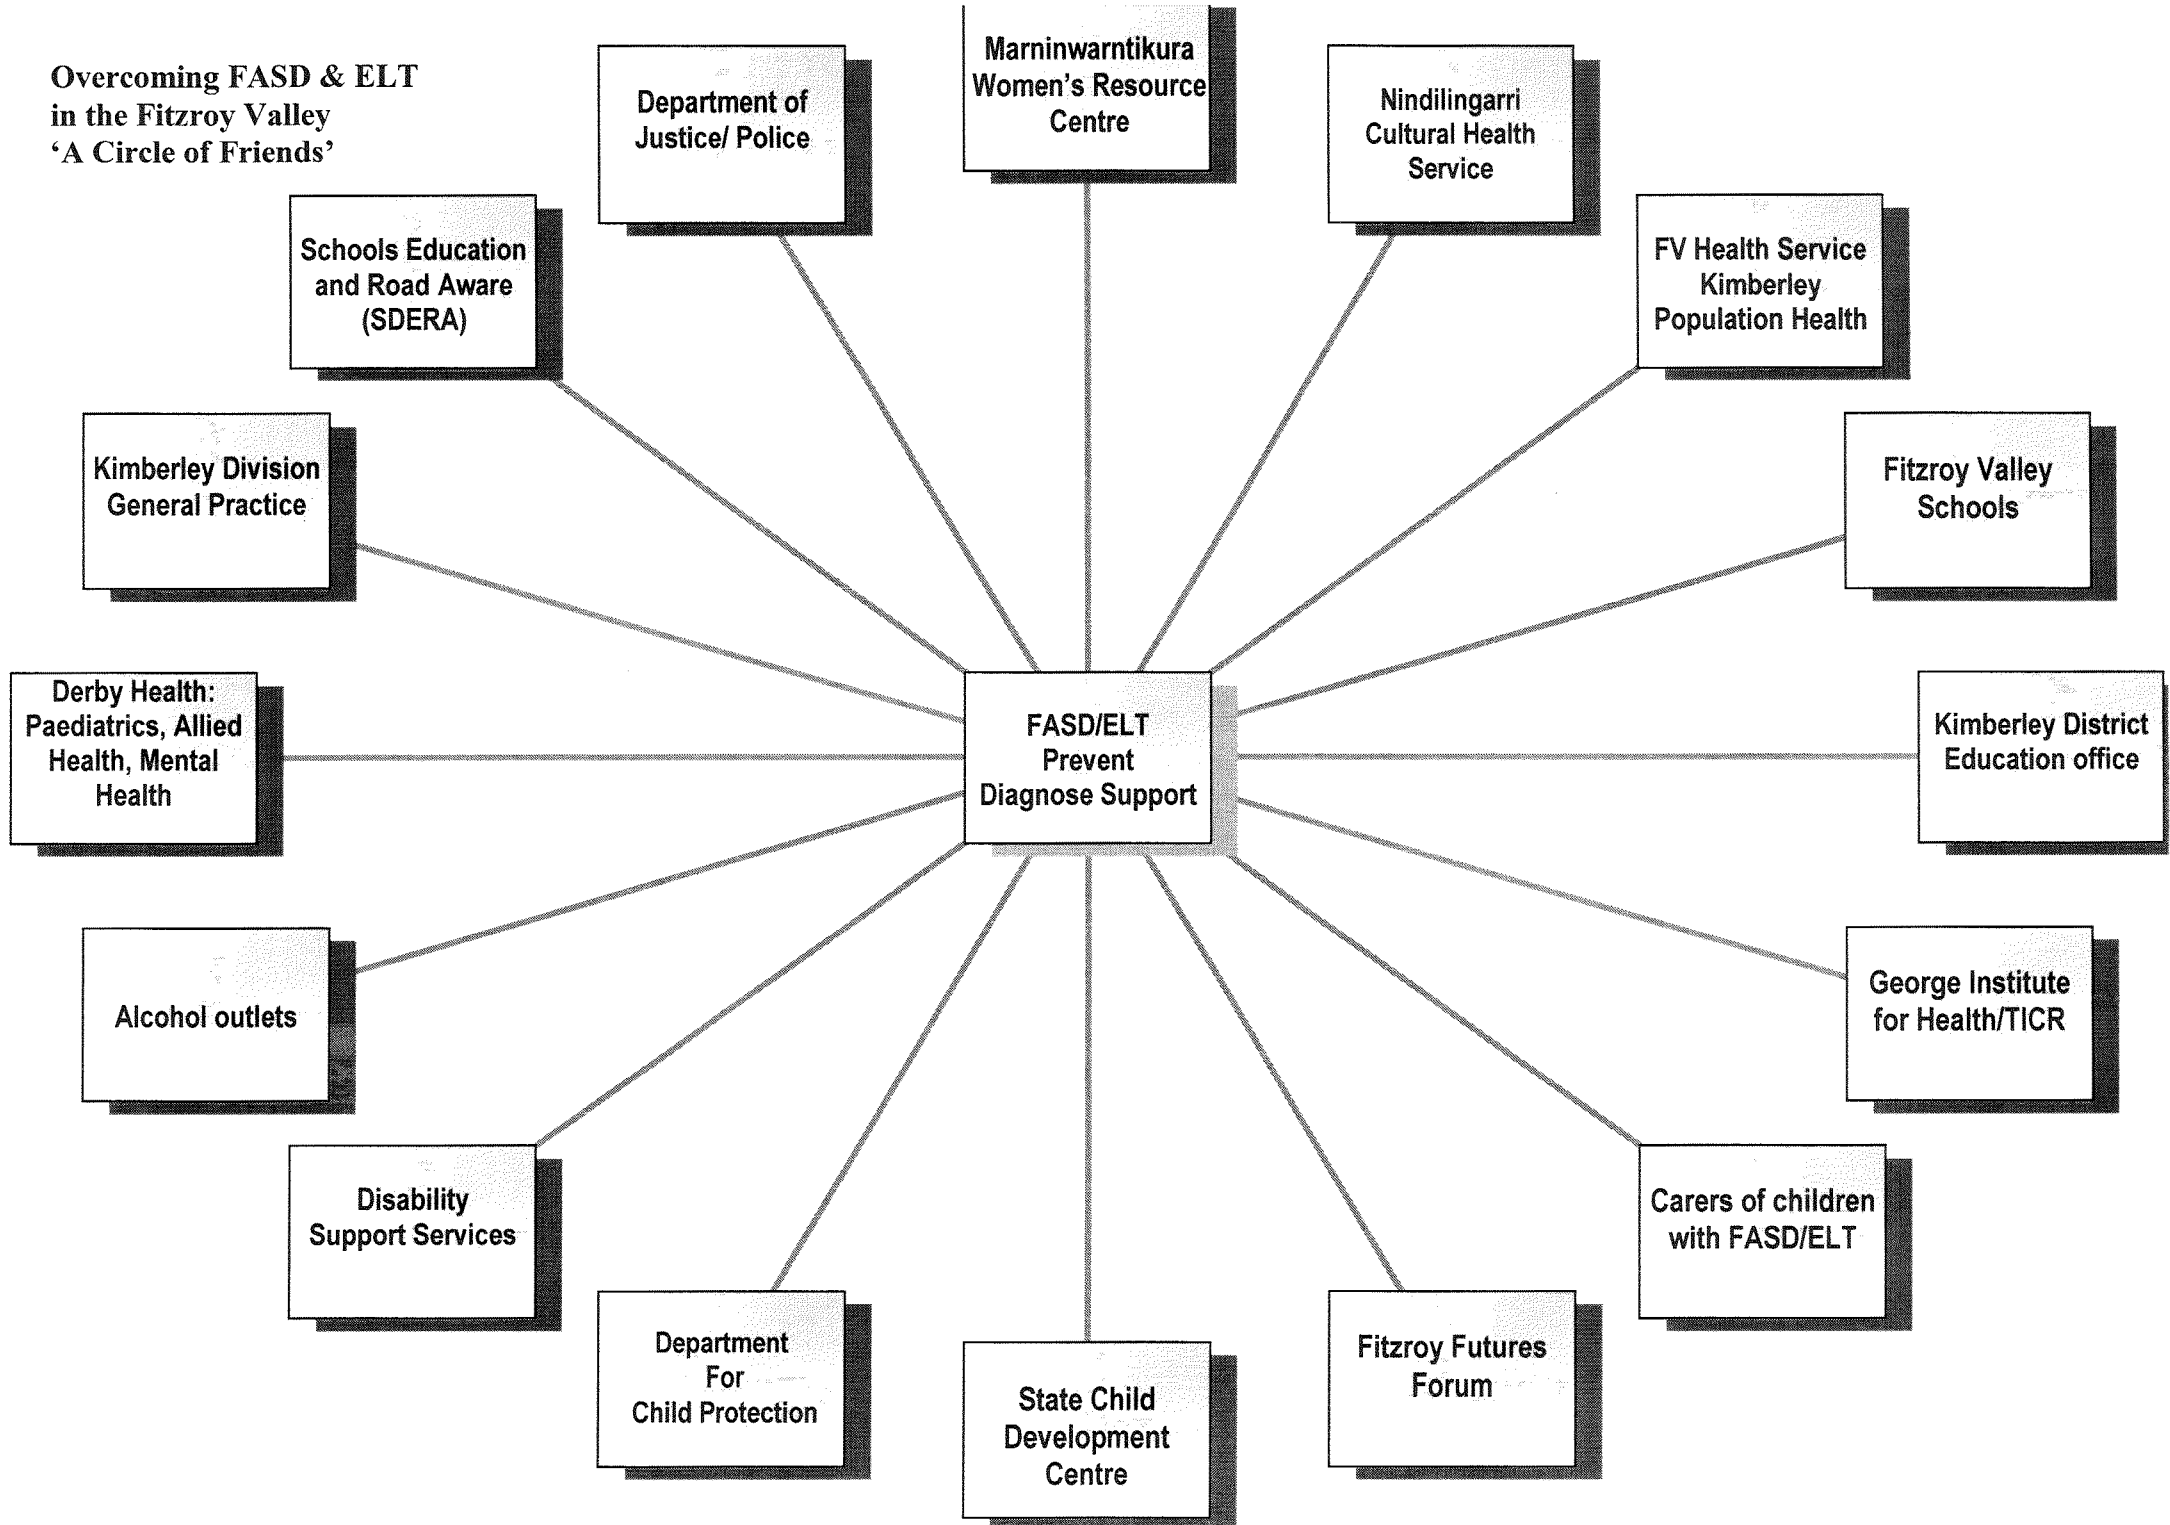 Overcoming FASD & ELT
in the Fitzroy Valley
‘A Circle of Friends’
Marninwarntikura
Women’s Resource
Centre
Nindilingarri
Cultural Health
Service
FV Health Service
Kimberley
Population Health
Fitzroy Valley
Schools
Kimberley District
Education office
George Institute
for Health/TICR
Carers of children
with FASD/ELT
Fitzroy Futures
Forum
State Child
Development
Centre
Department
For
Child Protection
Disability
Support Services
Alcohol outlets
Derby Health:
Paediatrics, Allied
Health, Mental
Health
Kimberley Division
General Practice
Schools Education
and Road Aware
(SDERA)
Department of
Justice/ Police
FASD/ELT
Prevent
Diagnose Support